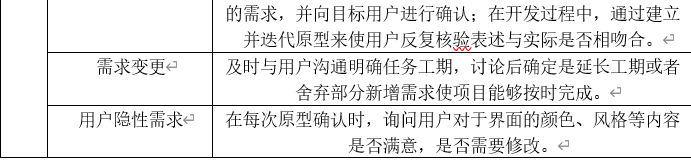 的需求，并向目标用户进行确认；在开发过程中，通过建立
并迭代原型来使用户反复核验表述与实际是否相吻合。
需求变更
及时与用户沟通明确任务工期，讨论后确定是延长工期或者
舍弃部分新增需求使项目能够按时完成。
用户隐性需求
在每次原型确认时，询问用户对于界面的颜色、风格等内容
是否满意，是否需要修改。